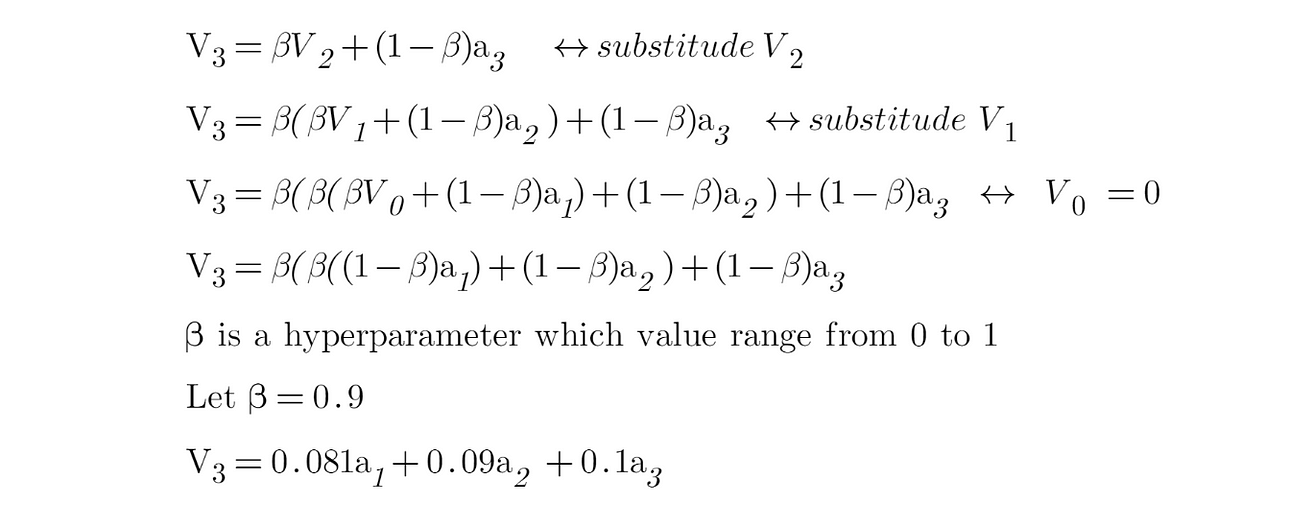 V₃ = βV₂ + (1 − β)a₃ ↔ substitude V₂
V₃ = β(βV₁ + (1 − β)a₂) + (1 − β)a₃ ↔ substitude V₁
V₃ = β(β(βV₀ + (1 − β)a₁) + (1 − β)a₂) + (1 − β)a₃ ↔ V₀ = 0
V₃ = β(β((1 − β)a₁) + (1 − β)a₂) + (1 − β)a₃
β is a hyperparameter which value range from 0 to 1
Let β = 0.9
V₃ = 0.081a₁ + 0.09a₂ + 0.1a₃